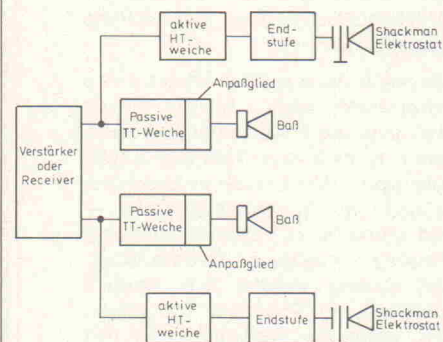 aktive
HT-
weiche
End-
stufe
Shackman
Elektrostat
Anpaßglied
Passive
TT-Weiche
Baß
Verstärker
oder
Receiver
Passive
TT-Weiche
Baß
Anpaßglied
aktive
HT-
weiche
Endstufe
Shackman
Elektrostat